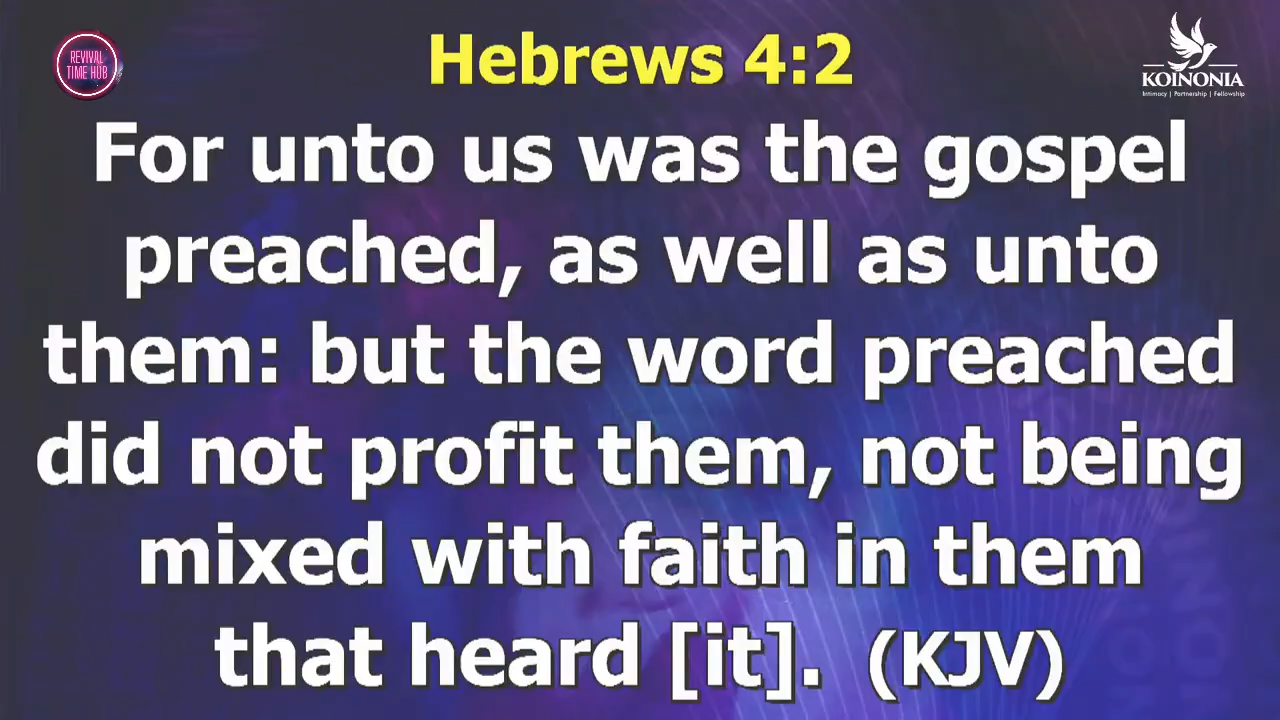 REVIVAL
TIME HUB
Hebrews 4:2
KOINONIA
Intimacy | Partnership | Fellowship
For unto us was the gospel
preached, as well as unto
them: but the word preached
did not profit them, not being
mixed with faith in them
that heard [it]. (KJV)